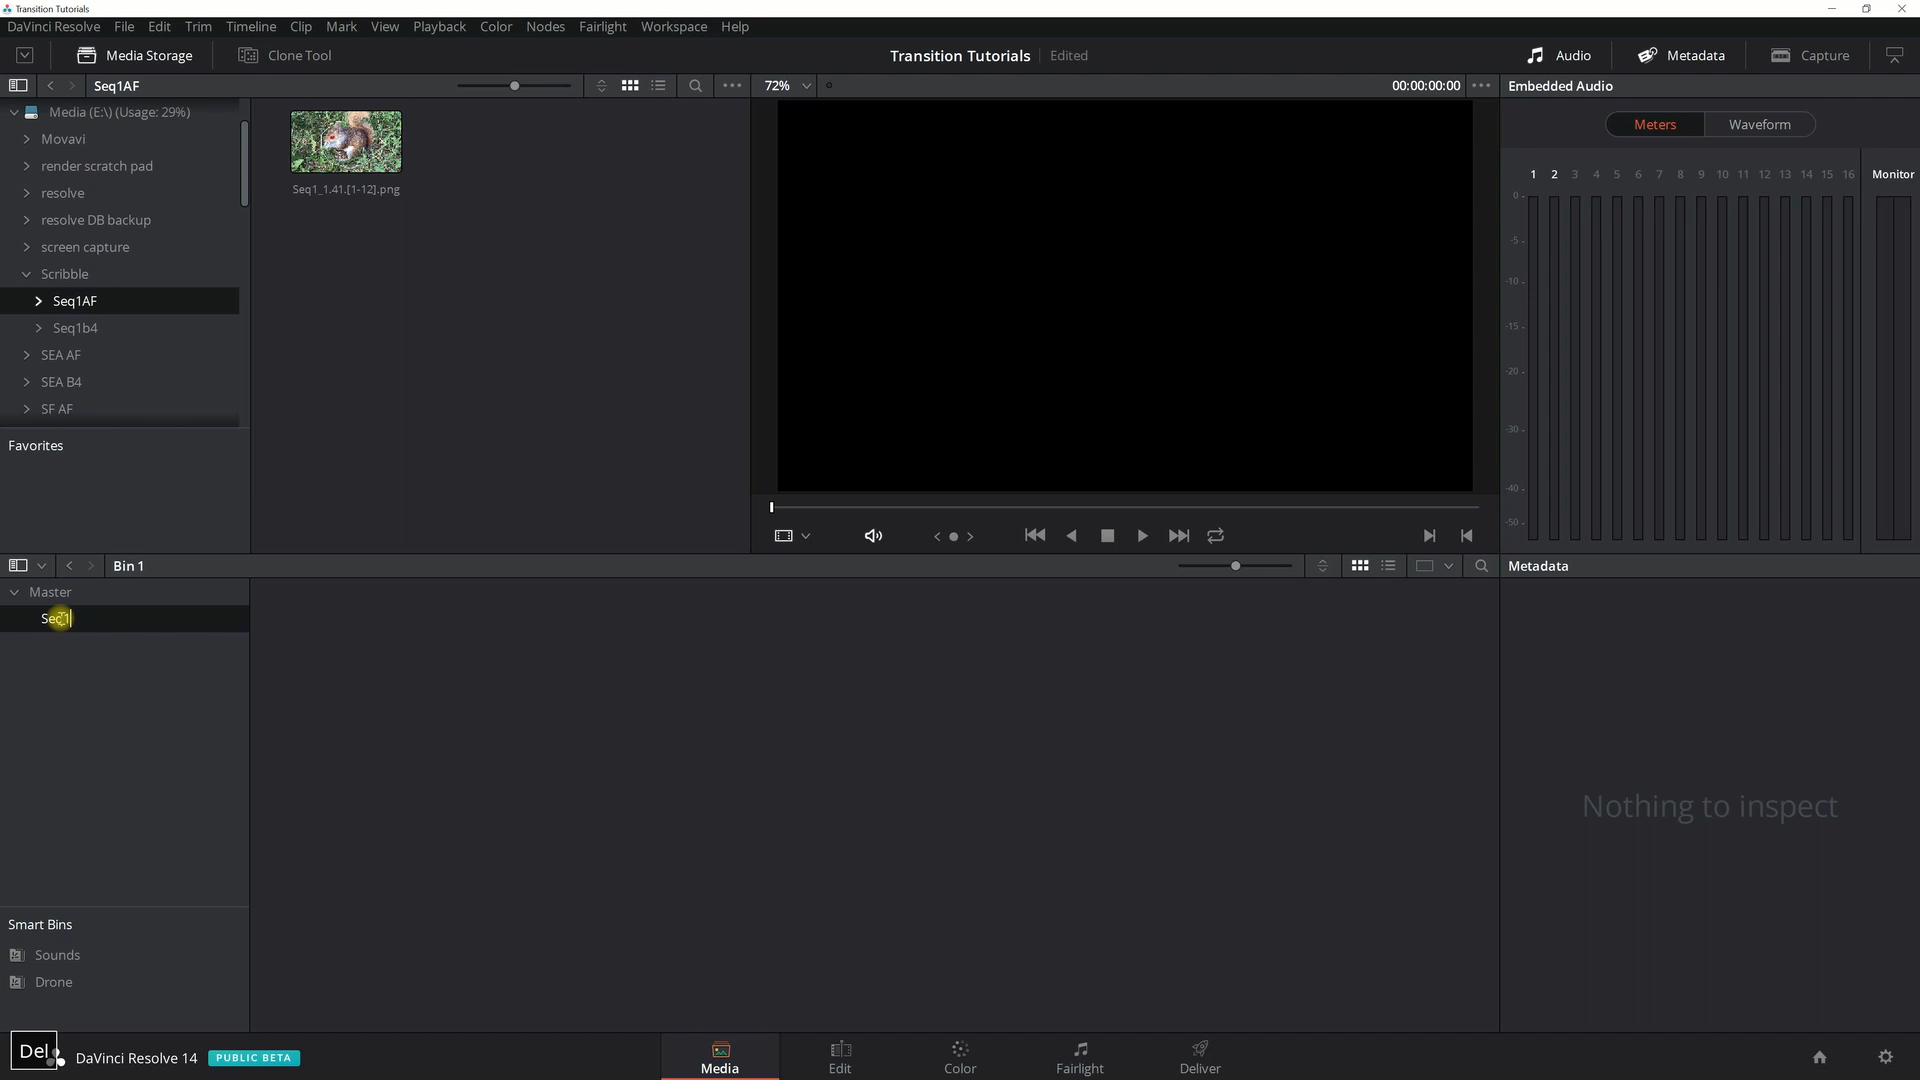 Transition Tutorials
DaVinci Resolve File Edit Trim Timeline Clip Mark View Playback Color Nodes Fairlight Workspace Help
Media Storage Clone Tool Transition Tutorials Edited Audio Metadata Capture
Seq1AF 72% 00:00:00:00 Embedded Audio
Media (E:\) (Usage: 29%)
Movavi
render scratch pad
resolve
resolve DB backup
screen capture
Scribble
Seq1AF
Seq1b4
SEA AF
SEA B4
SF AF
Favorites
Seq1_1.41.[1-12].png
Meters Waveform
1 2 3 4 5 6 7 8 9 10 11 12 13 14 15 16 Monitor
0
-5
-10
-15
-20
-30
-40
-50
Bin 1 Metadata
Master
Seq1
Nothing to inspect
Smart Bins
Sounds
Drone
Del DaVinci Resolve 14 PUBLIC BETA
Media Edit Color Fairlight Deliver